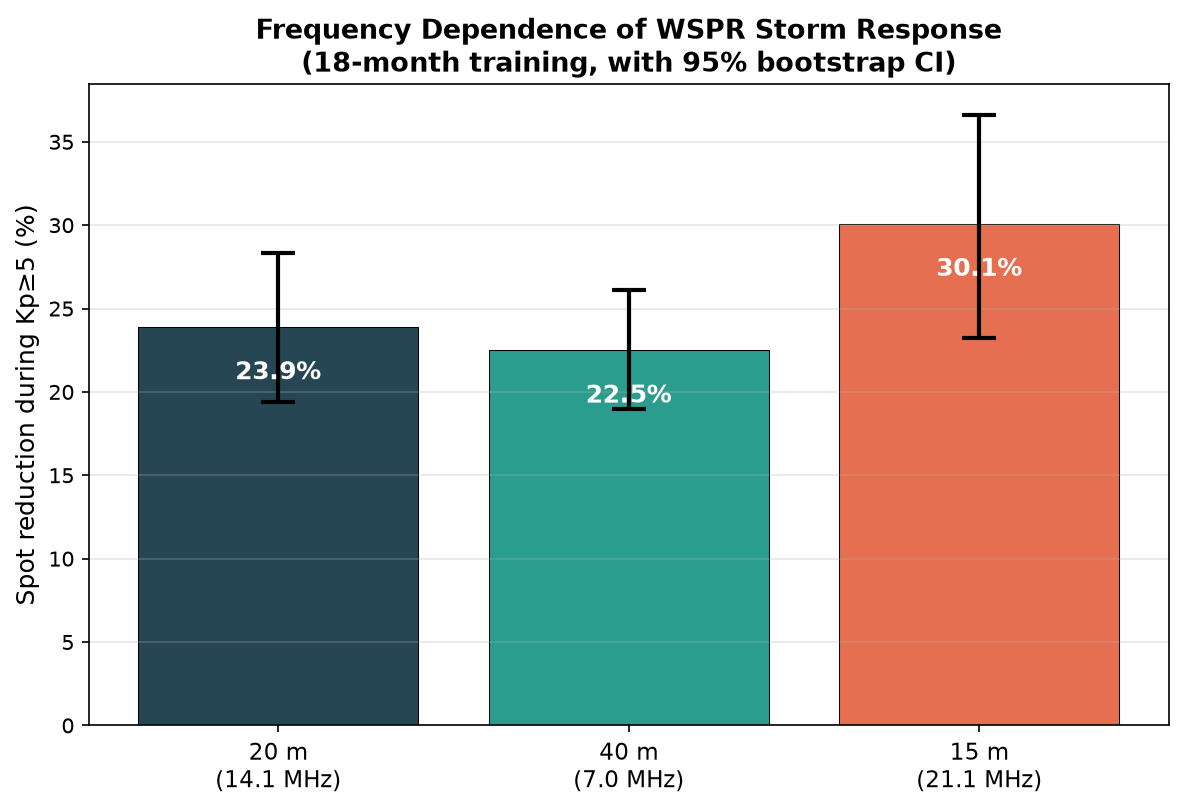 Frequency Dependence of WSPR Storm Response
(18-month training, with 95% bootstrap CI)
Spot reduction during Kp≥5 (%)
35
30
25
20
15
10
5
0
23.9%
22.5%
30.1%
20 m
(14.1 MHz)
40 m
(7.0 MHz)
15 m
(21.1 MHz)